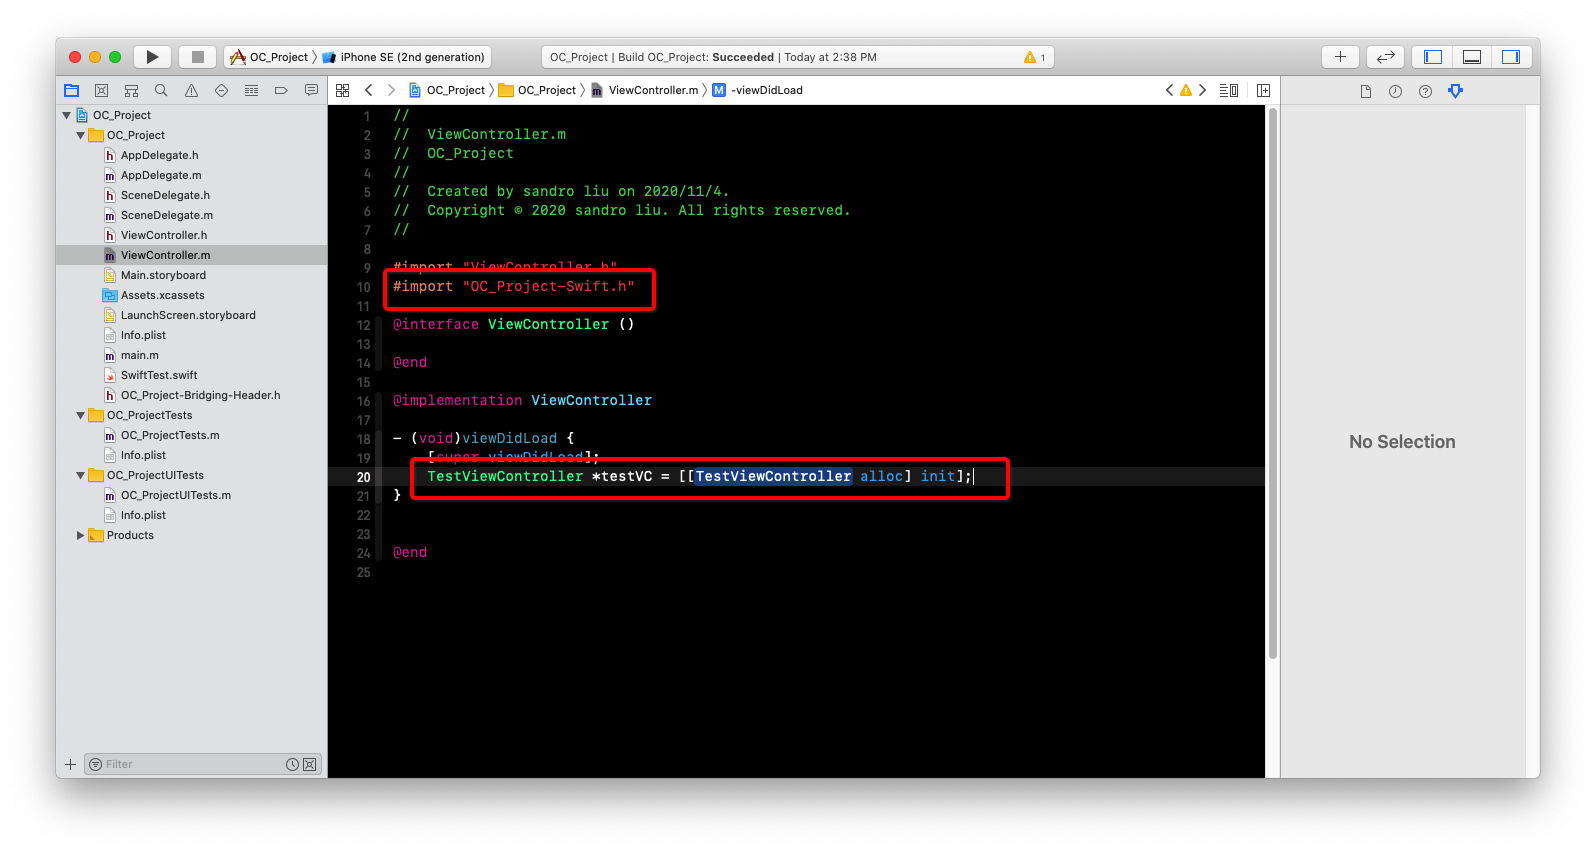 OC_Project 〉 iPhone SE (2nd generation)
OC_Project | Build OC_Project: Succeeded | Today at 2:38 PM
1
OC_Project 〉 OC_Project 〉 ViewController.m 〉 M -viewDidLoad
OC_Project
OC_Project
AppDelegate.h
AppDelegate.m
SceneDelegate.h
SceneDelegate.m
ViewController.h
ViewController.m
Main.storyboard
Assets.xcassets
LaunchScreen.storyboard
Info.plist
main.m
SwiftTest.swift
OC_Project-Bridging-Header.h
OC_ProjectTests
OC_ProjectTests.m
Info.plist
OC_ProjectUITests
OC_ProjectUITests.m
Info.plist
Products
Filter
1 //
2 //  ViewController.m
3 //  OC_Project
4 //
5 //  Created by sandro liu on 2020/11/4.
6 //  Copyright © 2020 sandro liu. All rights reserved.
7 //
8
9 #import "ViewController.h"
10 #import "OC_Project-Swift.h"
11
12 @interface ViewController ()
13
14 @end
15
16 @implementation ViewController
17
18 - (void)viewDidLoad {
19     [super viewDidLoad];
20     TestViewController *testVC = [[TestViewController alloc] init];
21 }
22
23
24 @end
25
No Selection